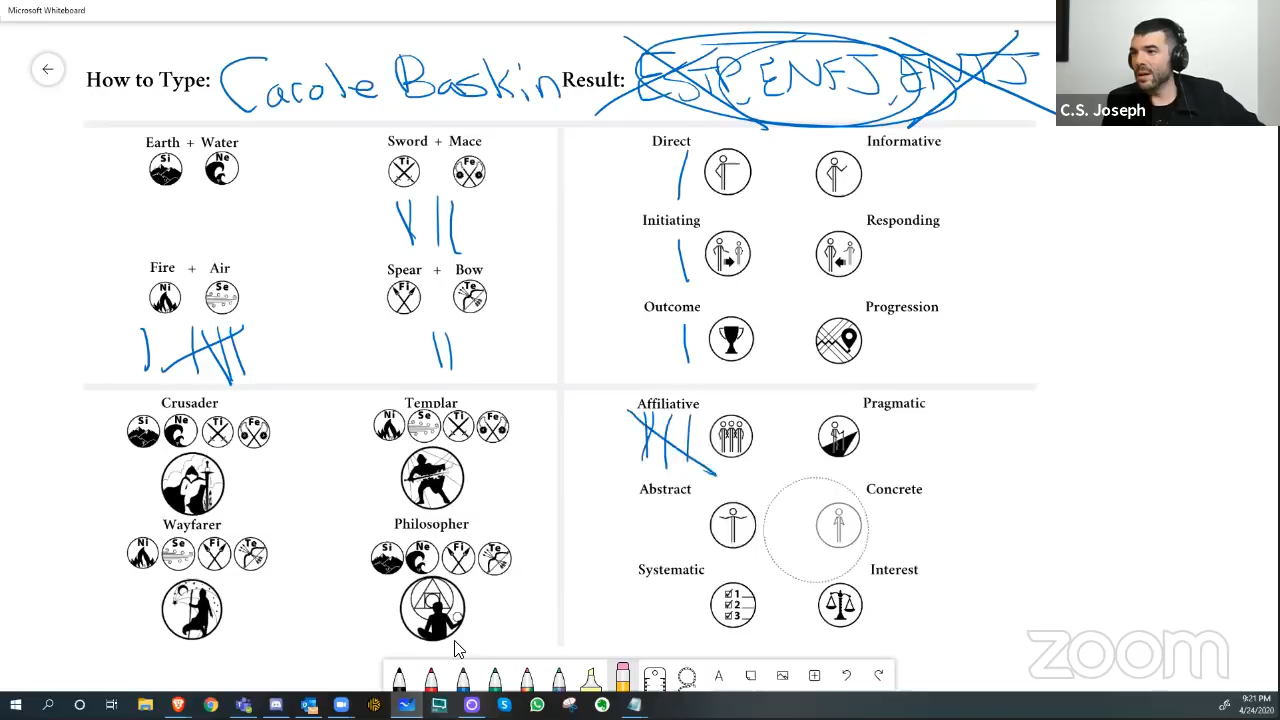 Microsoft Whiteboard
How to Type: Carole Baskin Result: ESTP, ENFJ, ENTJ
C.S. Joseph
Earth + Water
Si Ne
Sword + Mace
Ti Fe
Direct Informative
Initiating Responding
Fire + Air
Ni Se
Spear + Bow
Fi Te
Outcome Progression
Crusader
Si Ne Ti Fe
Templar
Ni Se Ti Fe
Affiliative Pragmatic
Abstract Concrete
Wayfarer
Ni Se Fi Te
Philosopher
Si Ne Fi Te
Systematic Interest
1
2
3
zoom
A
9:21 PM
4/24/2020